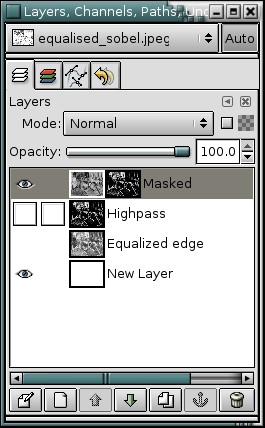 Layers, Channels, Paths, Und
equalised_sobel.jpeg
Auto
Layers
Mode: Normal
Opacity: 100.0
Masked
Highpass
Equalized edge
New Layer